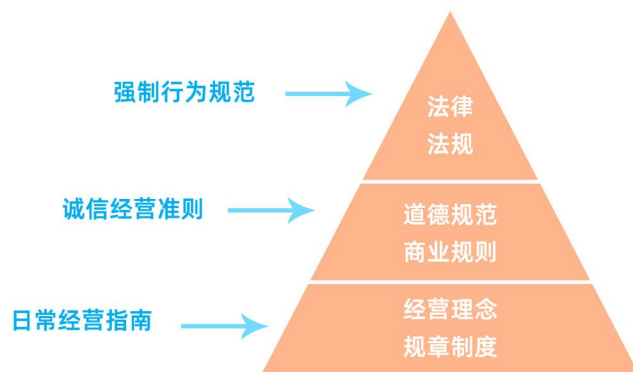 强制行为规范
法律
法规
诚信经营准则
道德规范
商业规则
日常经营指南
经营理念
规章制度